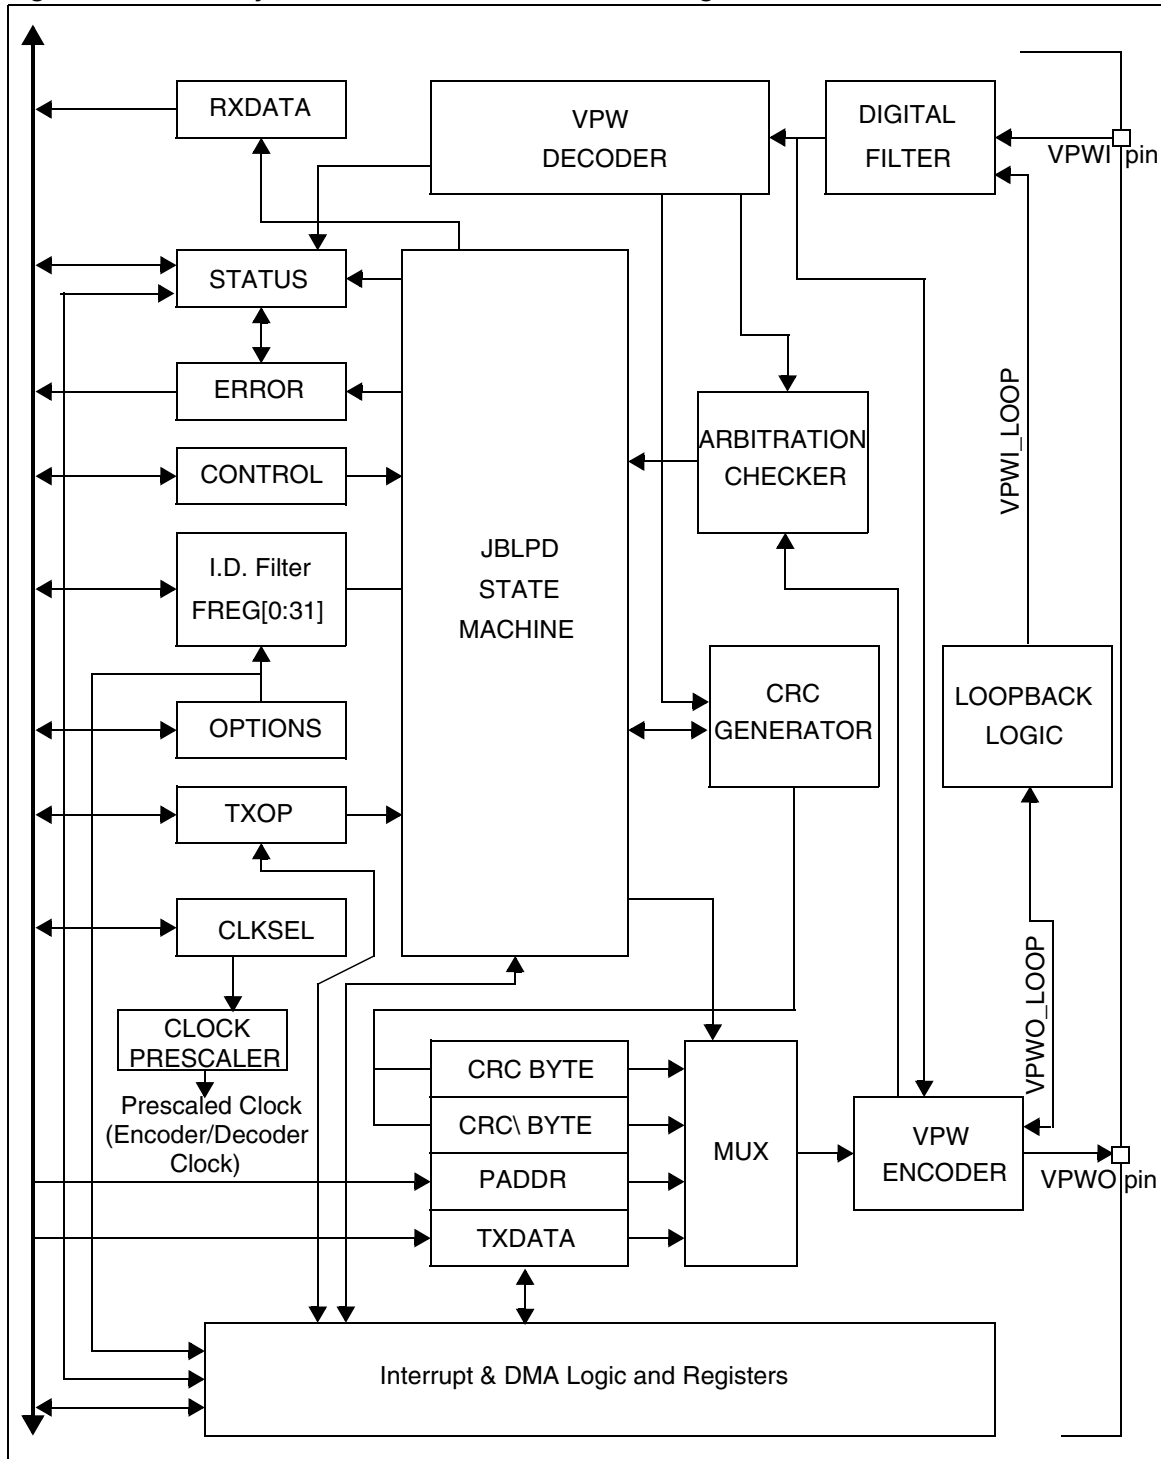 RXDATA
VPW
DECODER
DIGITAL
FILTER
VPWI pin
STATUS
ERROR
CONTROL
I.D. Filter
FREG[0:31]
OPTIONS
TXOP
CLKSEL
CLOCK
PRESCALER
Prescaled Clock
(Encoder/Decoder
Clock)
JBLPD
STATE
MACHINE
ARBITRATION
CHECKER
CRC
GENERATOR
VPWI_LOOP
LOOPBACK
LOGIC
VPWO_LOOP
CRC BYTE
CRC\ BYTE
PADDR
TXDATA
MUX
VPW
ENCODER
VPWO pin
Interrupt & DMA Logic and Registers